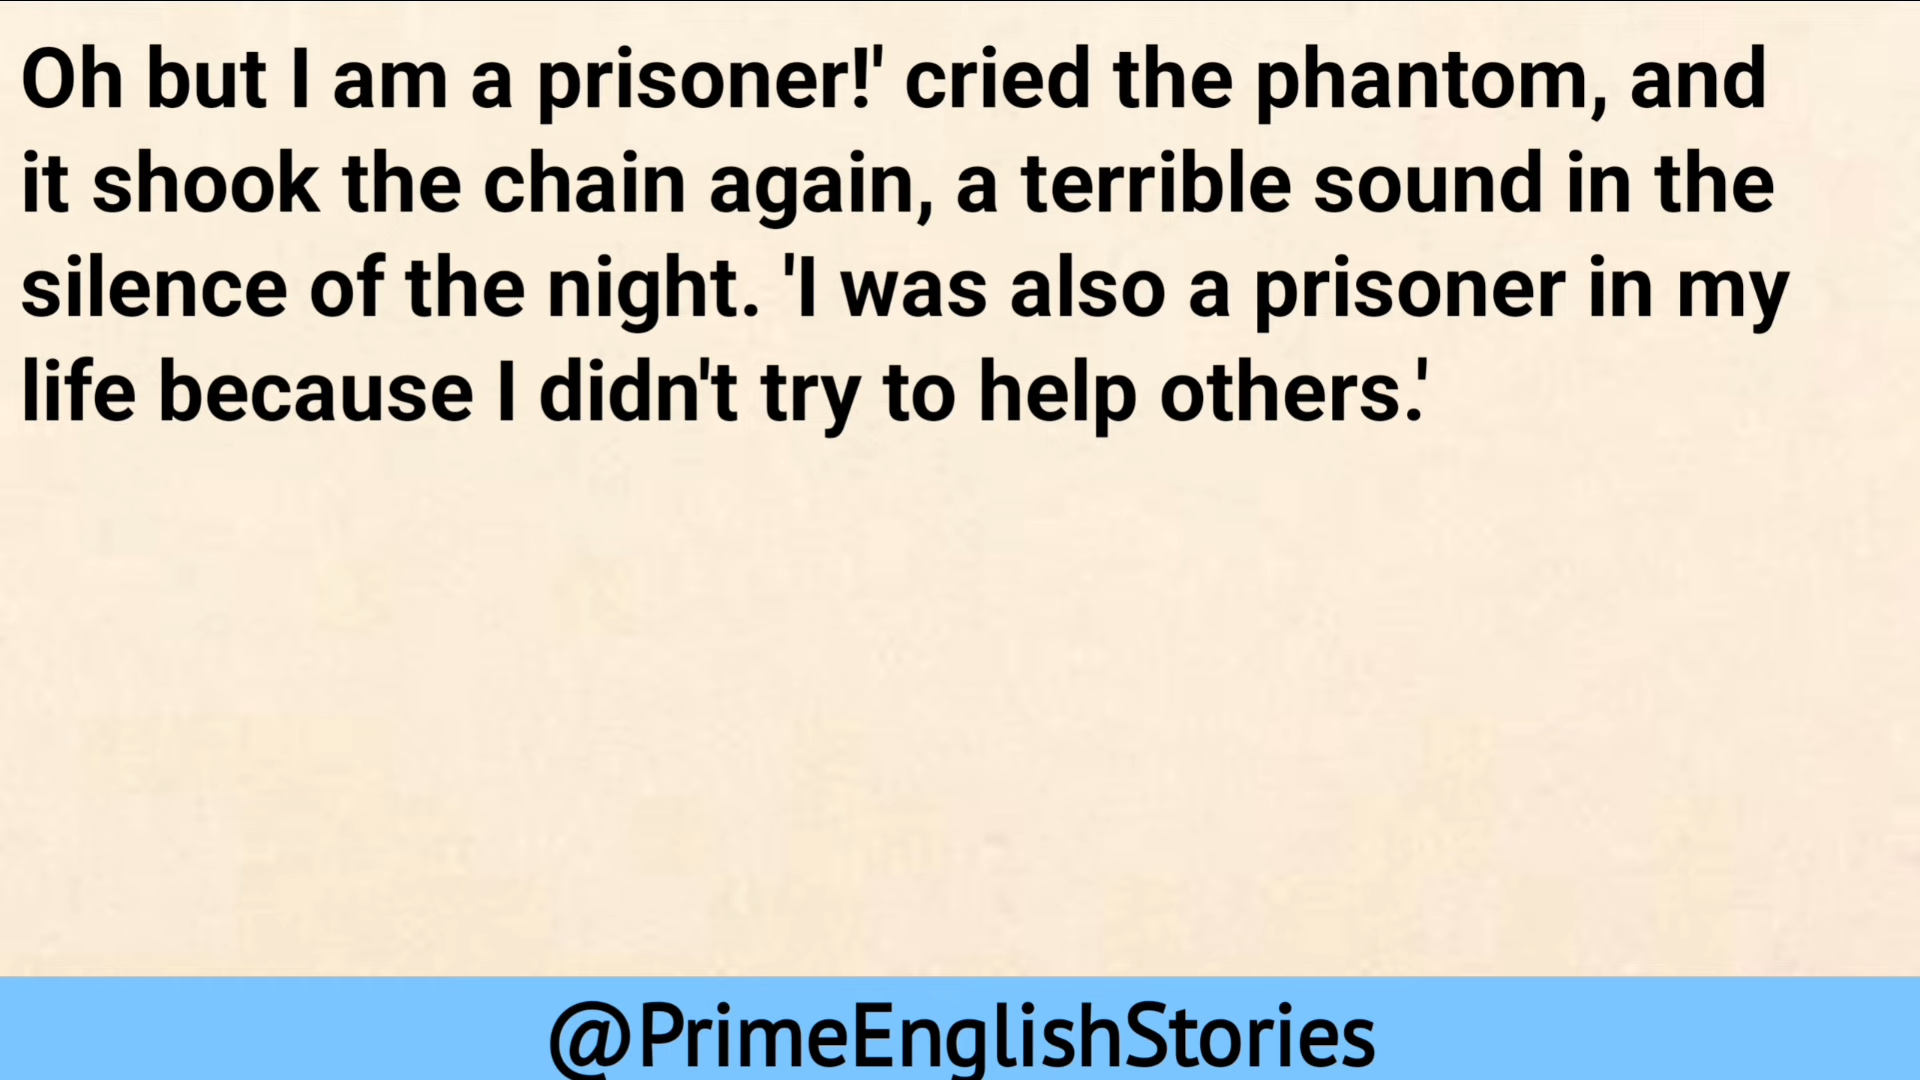 Oh but I am a prisoner!' cried the phantom, and
it shook the chain again, a terrible sound in the
silence of the night. 'I was also a prisoner in my
life because I didn't try to help others.'
@PrimeEnglishStories